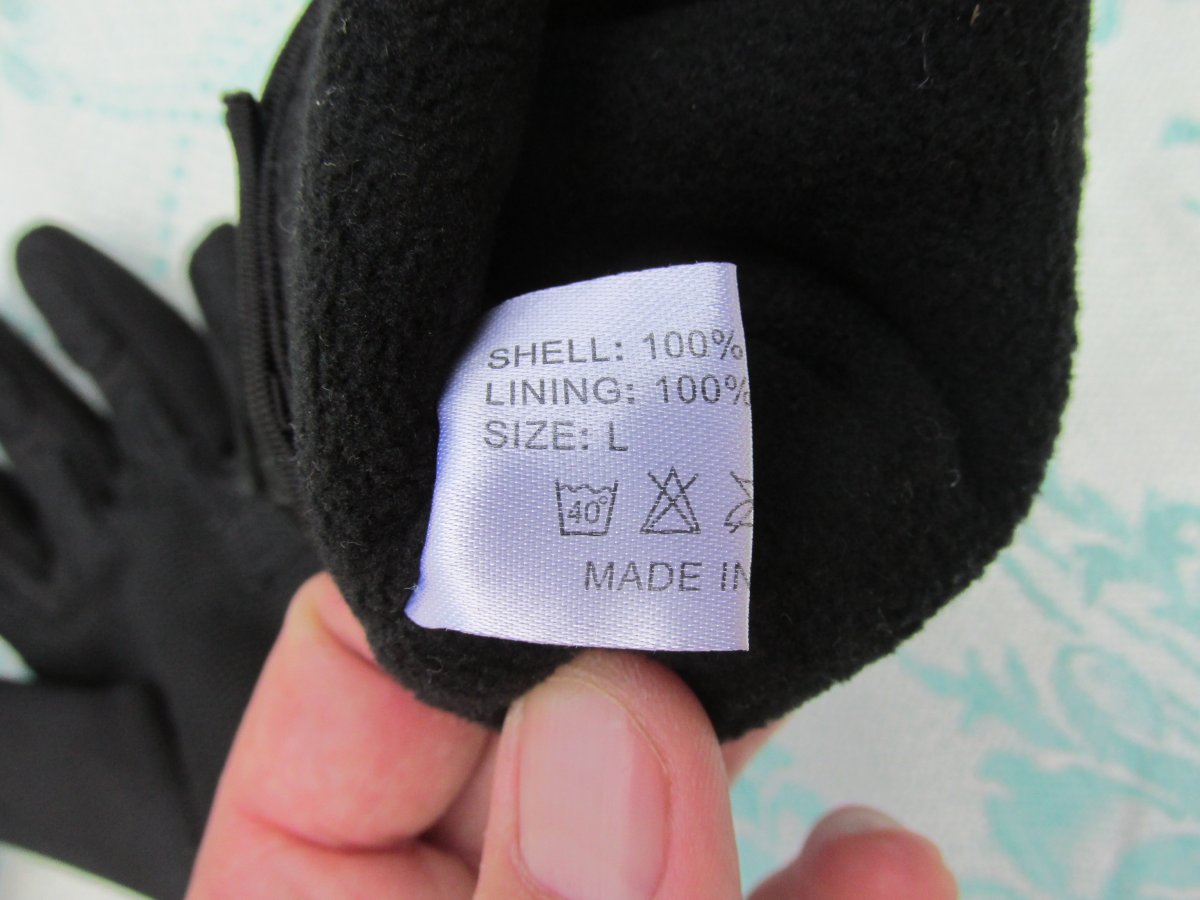 SHELL: 100%
LINING: 100%
SIZE: L
40°
MADE IN